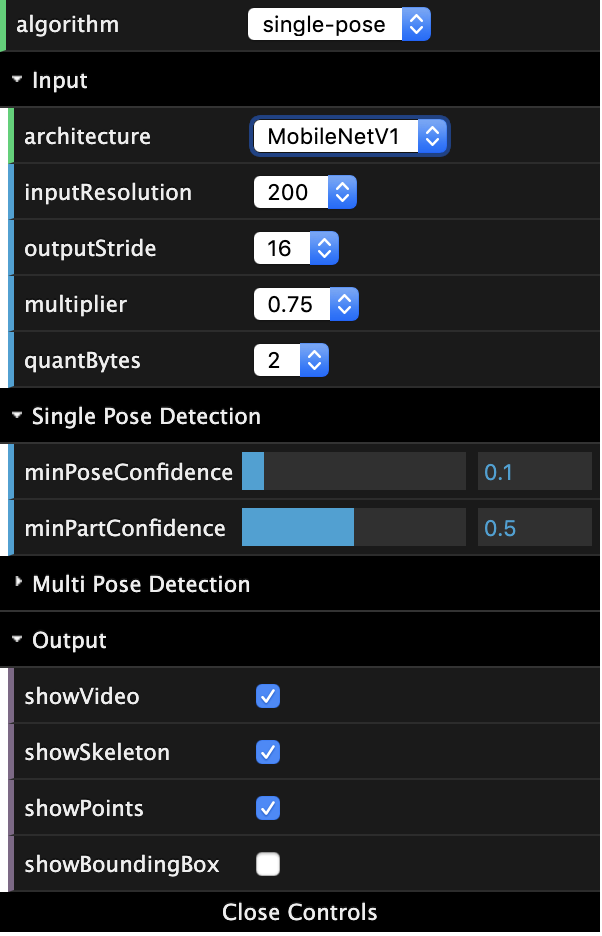 algorithm single-pose
Input
architecture MobileNetV1
inputResolution 200
outputStride 16
multiplier 0.75
quantBytes 2
Single Pose Detection
minPoseConfidence 0.1
minPartConfidence 0.5
Multi Pose Detection
Output
showVideo
showSkeleton
showPoints
showBoundingBox
Close Controls